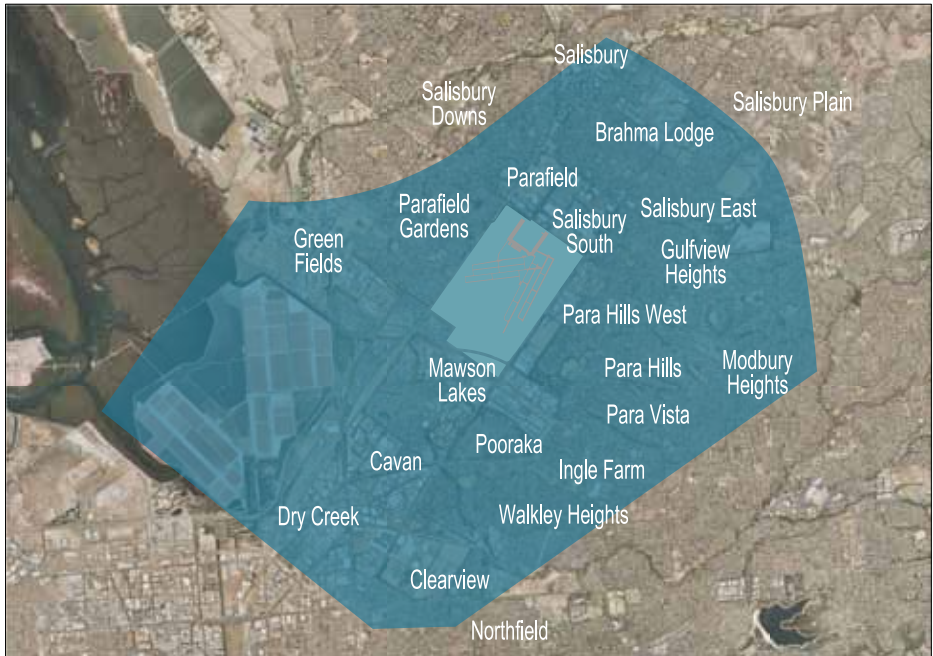 Salisbury
Salisbury
Downs
Salisbury Plain
Brahma Lodge
Parafield
Parafield
Gardens
Salisbury
South
Salisbury East
Green
Fields
Gulfview
Heights
Para Hills West
Mawson
Lakes
Para Hills
Modbury
Heights
Para Vista
Pooraka
Cavan
Ingle Farm
Dry Creek
Walkley Heights
Clearview
Northfield